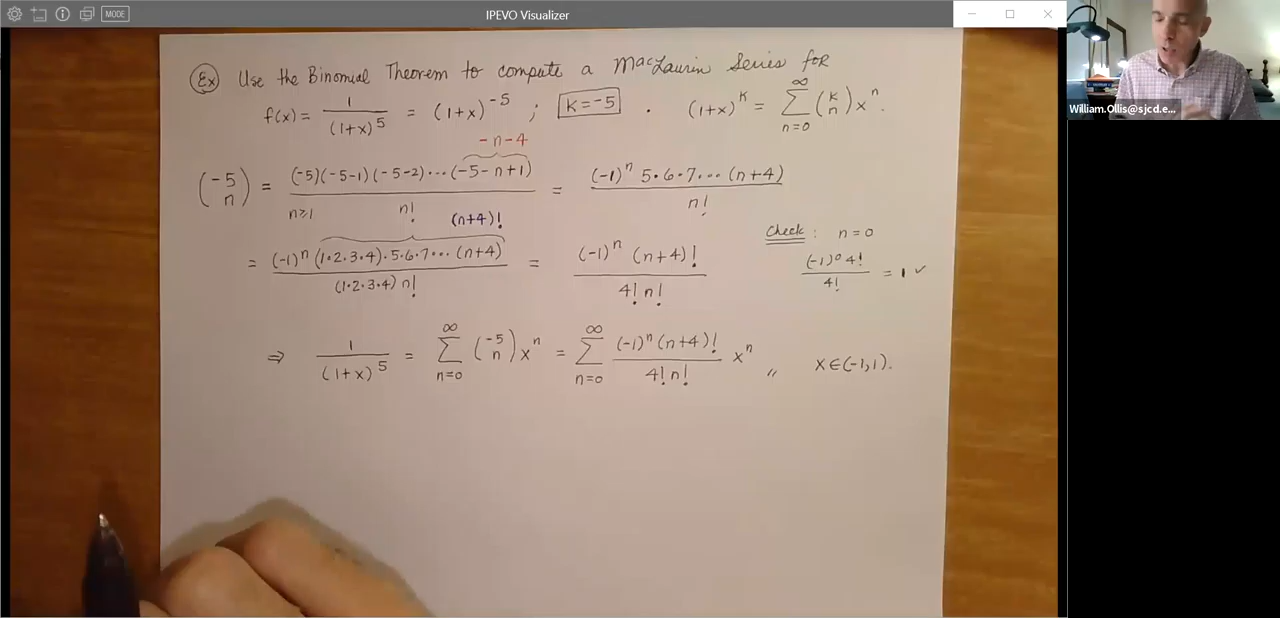 MODE
IPEVO Visualizer
William.Ollis@sjcd.e...
Ex Use the Binomial Theorem to compute a MacLaurin Series for
f(x) = 1/(1+x)^5 = (1+x)^-5 ; K = -5 . (1+x)^K = ∑_{n=0}^{∞} (K n) x^n.
-n-4
(-5 n) = (-5)(-5-1)(-5-2)...(-5-n+1) / n! = (-1)^n 5·6·7...(n+4) / n!
n≥1
(n+4)!
Check : n=0
= (-1)^n (1·2·3·4)·5·6·7...(n+4) / (1·2·3·4) n! = (-1)^n (n+4)! / 4! n!
(-1)^0 4! / 4! = 1 ✓
⇒ 1/(1+x)^5 = ∑_{n=0}^{∞} (-5 n) x^n = ∑_{n=0}^{∞} (-1)^n (n+4)! / 4! n! x^n ,, x∈(-1,1).